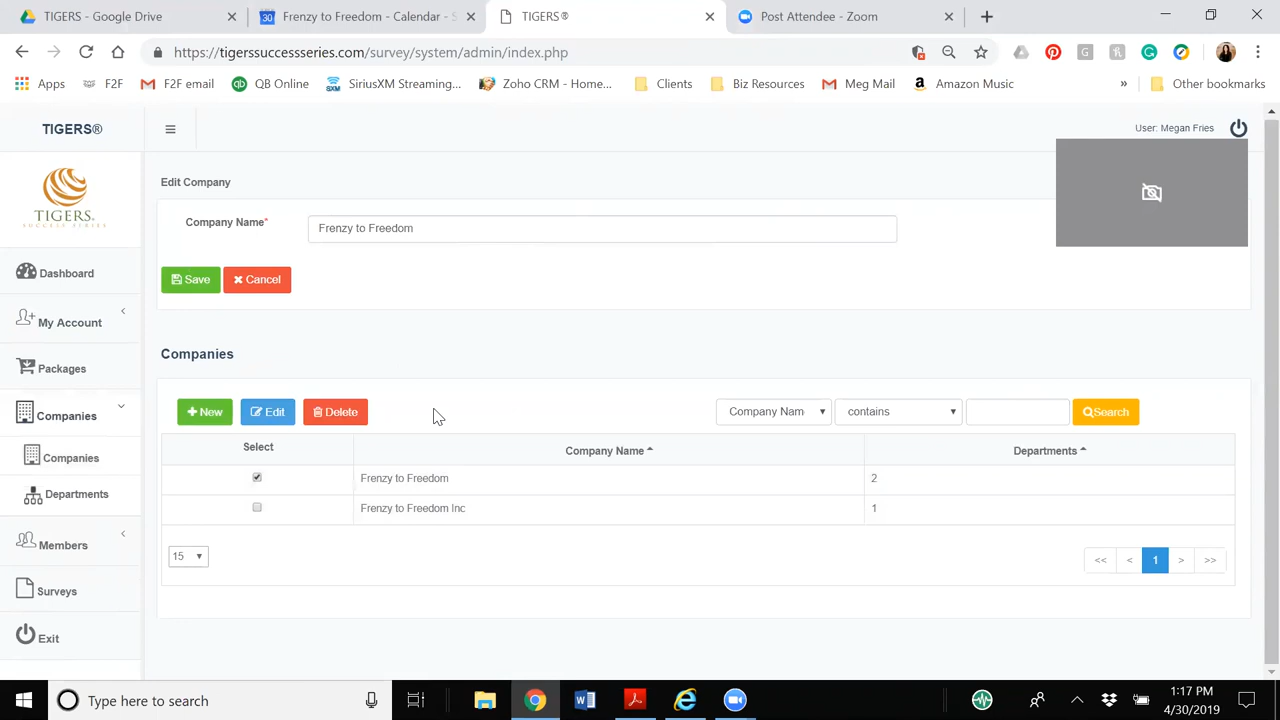 TIGERS - Google Drive
Frenzy to Freedom - Calendar - S
TIGERS®
Post Attendee - Zoom
https://tigerssuccessseries.com/survey/system/admin/index.php
Apps
F2F
F2F email
QB Online
SiriusXM Streaming...
Zoho CRM - Home...
Clients
Biz Resources
Meg Mail
Amazon Music
»
Other bookmarks
TIGERS®
User: Megan Fries
TIGERS®
SUCCESS SERIES
Dashboard
My Account
Packages
Companies
Companies
Departments
Members
Surveys
Exit
Edit Company
Company Name*
Frenzy to Freedom
Save
Cancel
Companies
New
Edit
Delete
Company Nam
contains
Search
Select
Company Name
Departments
Frenzy to Freedom
2
Frenzy to Freedom Inc
1
15
<<
<
1
>
>>
Type here to search
1:17 PM
4/30/2019